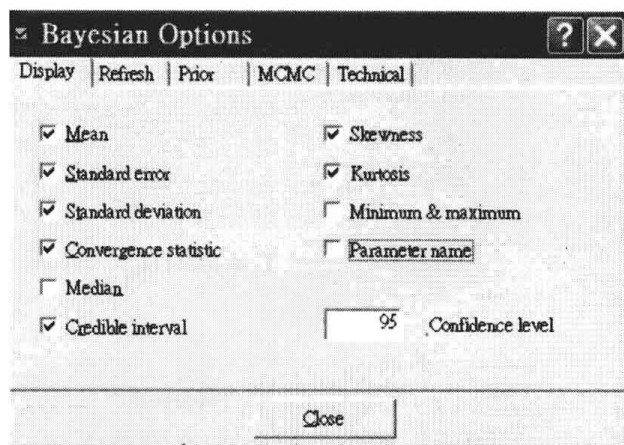 Bayesian Options
Display Refresh Prior MCMC Technical
Mean
Standard error
Standard deviation
Convergence statistic
Median
Credible interval
Skewness
Kurtosis
Minimum & maximum
Parameter name
95 Confidence level
Close